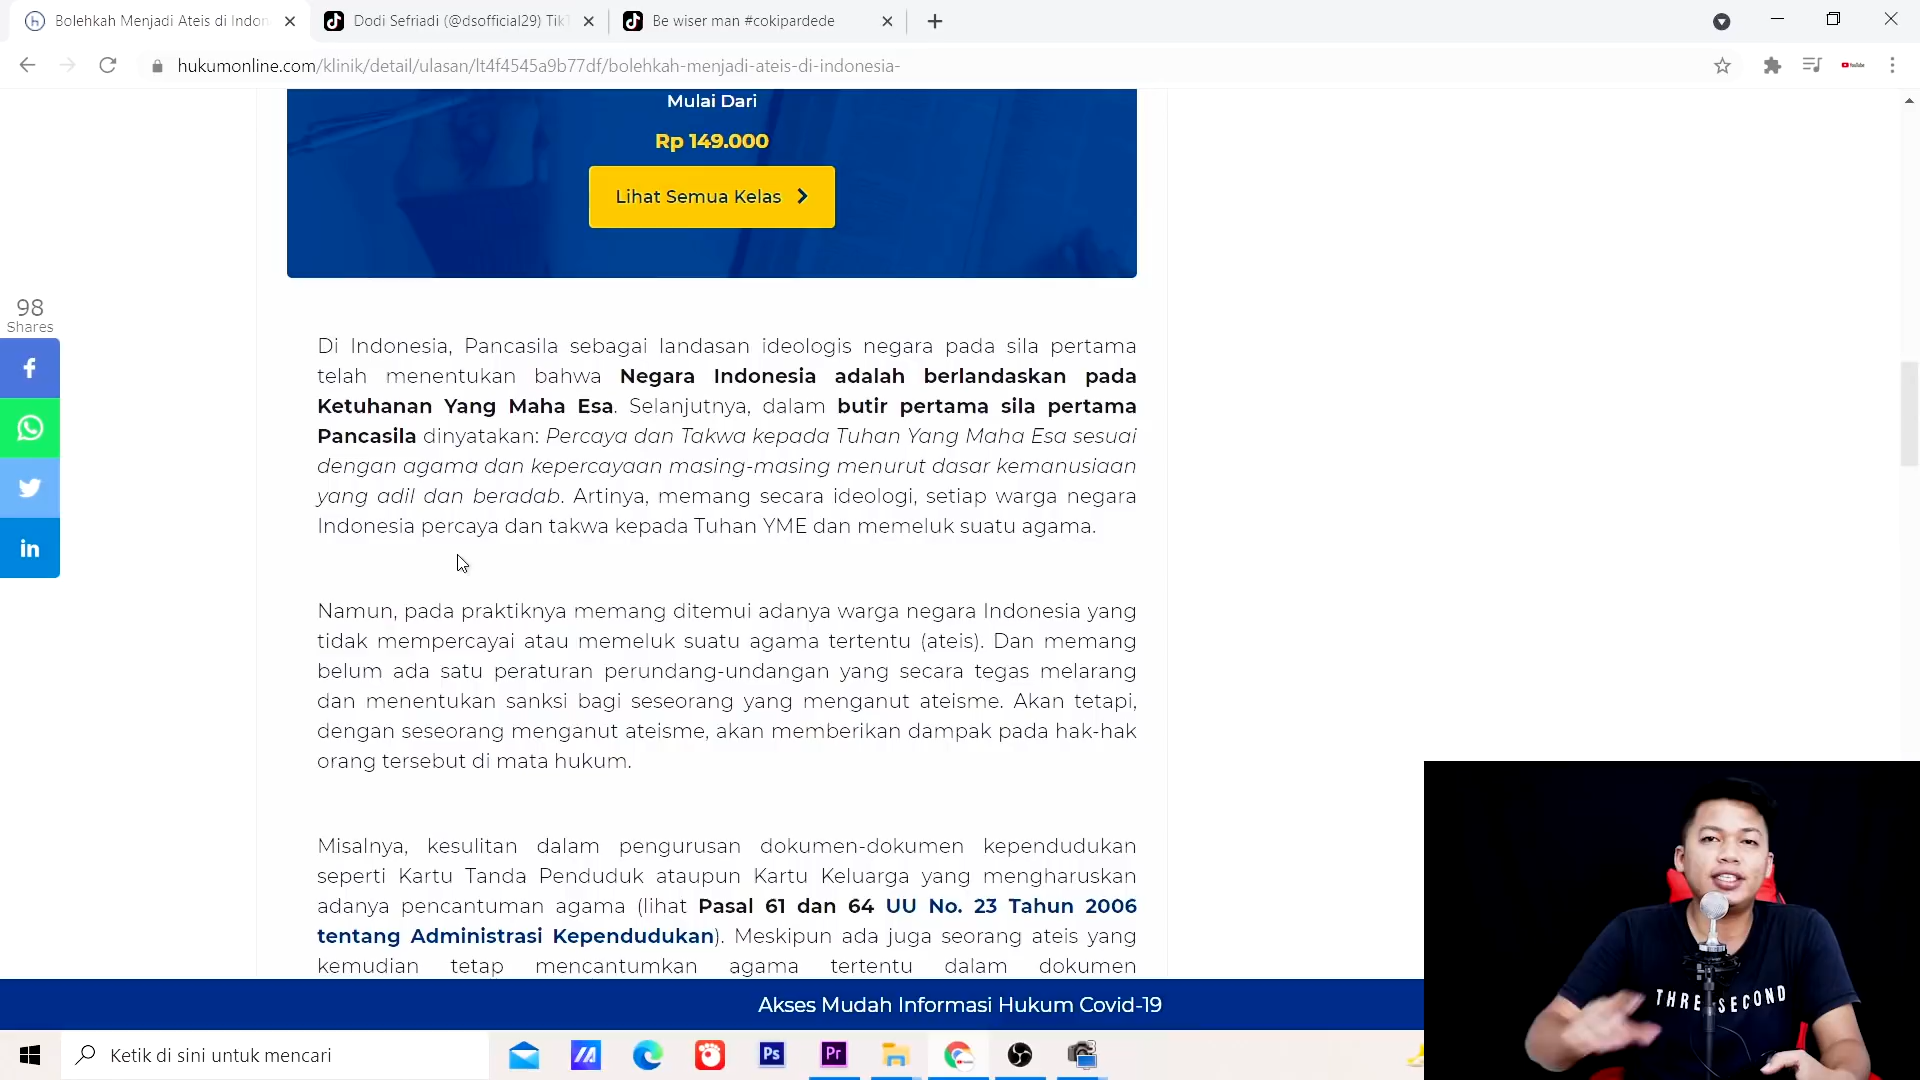 Bolehkah Menjadi Ateis di Indon
Dodi Sefriadi (@dsofficial29) Tik
Be wiser man #cokipardede
hukumonline.com/klinik/detail/ulasan/lt4f4545a9b77df/bolehkah-menjadi-ateis-di-indonesia-
YouTube
Mulai Dari
Rp 149.000
Lihat Semua Kelas
98
Shares
f
in
Di Indonesia, Pancasila sebagai landasan ideologis negara pada sila pertama
telah menentukan bahwa Negara Indonesia adalah berlandaskan pada
Ketuhanan Yang Maha Esa. Selanjutnya, dalam butir pertama sila pertama
Pancasila dinyatakan: Percaya dan Takwa kepada Tuhan Yang Maha Esa sesuai
dengan agama dan kepercayaan masing-masing menurut dasar kemanusiaan
yang adil dan beradab. Artinya, memang secara ideologi, setiap warga negara
Indonesia percaya dan takwa kepada Tuhan YME dan memeluk suatu agama.
Namun, pada praktiknya memang ditemui adanya warga negara Indonesia yang
tidak mempercayai atau memeluk suatu agama tertentu (ateis). Dan memang
belum ada satu peraturan perundang-undangan yang secara tegas melarang
dan menentukan sanksi bagi seseorang yang menganut ateisme. Akan tetapi,
dengan seseorang menganut ateisme, akan memberikan dampak pada hak-hak
orang tersebut di mata hukum.
Misalnya, kesulitan dalam pengurusan dokumen-dokumen kependudukan
seperti Kartu Tanda Penduduk ataupun Kartu Keluarga yang mengharuskan
adanya pencantuman agama (lihat Pasal 61 dan 64 UU No. 23 Tahun 2006
tentang Administrasi Kependudukan). Meskipun ada juga seorang ateis yang
kemudian tetap mencantumkan agama tertentu dalam dokumen
Akses Mudah Informasi Hukum Covid-19
Ketik di sini untuk mencari
Ps
Pr
SECOND